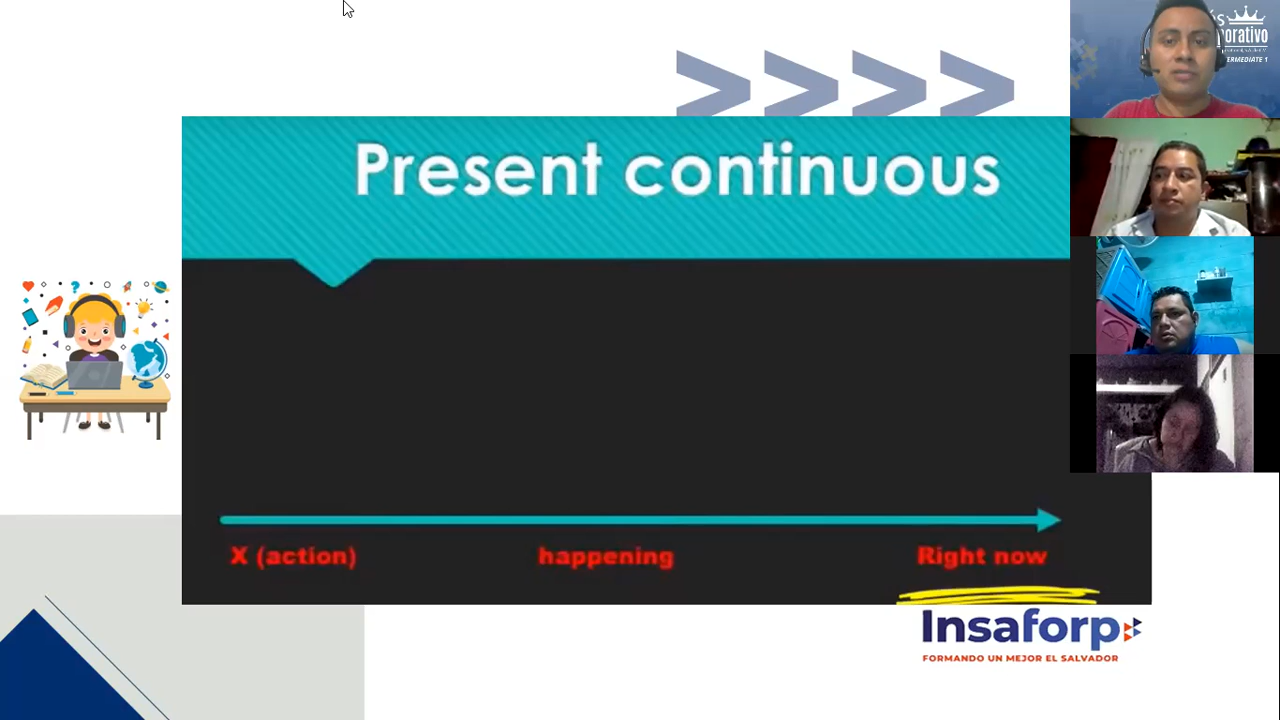 >>>>
Present continuous
X (action) happening Right now
Insaforp
FORMANDO UN MEJOR EL SALVADOR